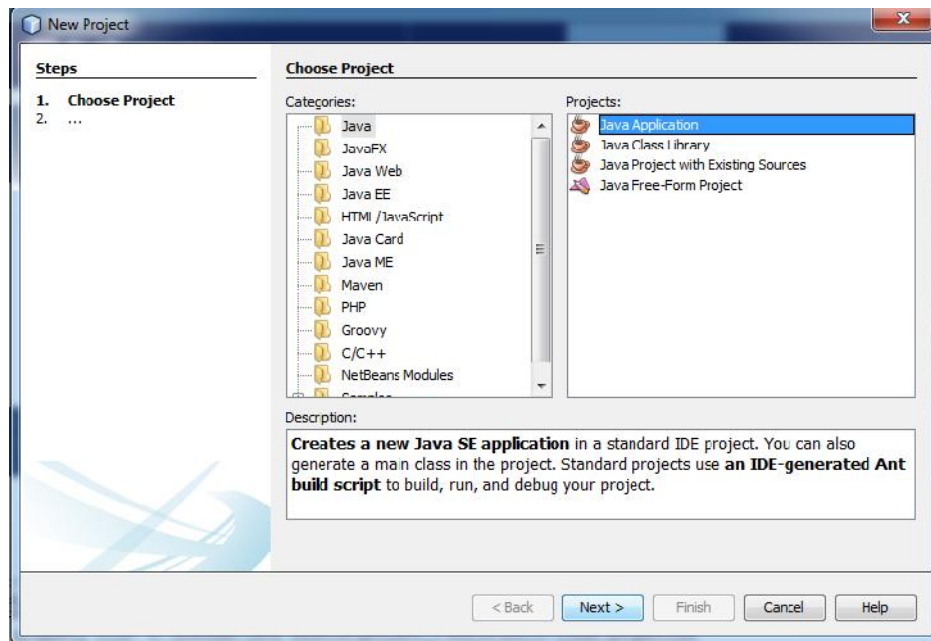 New Project
Steps
1. Choose Project
2. ...
Choose Project
Categories:
Java
JavaFX
Java Web
Java EE
HTML/JavaScript
Java Card
Java ME
Maven
PHP
Groovy
C/C++
NetBeans Modules
Samples
Projects:
Java Application
Java Class Library
Java Project with Existing Sources
Java Free-Form Project
Description:
Creates a new Java SE application in a standard IDE project. You can also
generate a main class in the project. Standard projects use an IDE-generated Ant
build script to build, run, and debug your project.
< Back
Next >
Finish
Cancel
Help